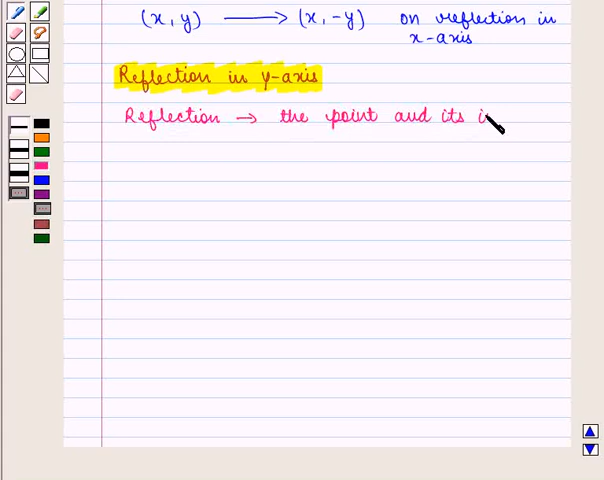 (x, y) ⟶ (x, -y) on reflection in
x-axis
Reflection in y-axis
Reflection → the point and its i